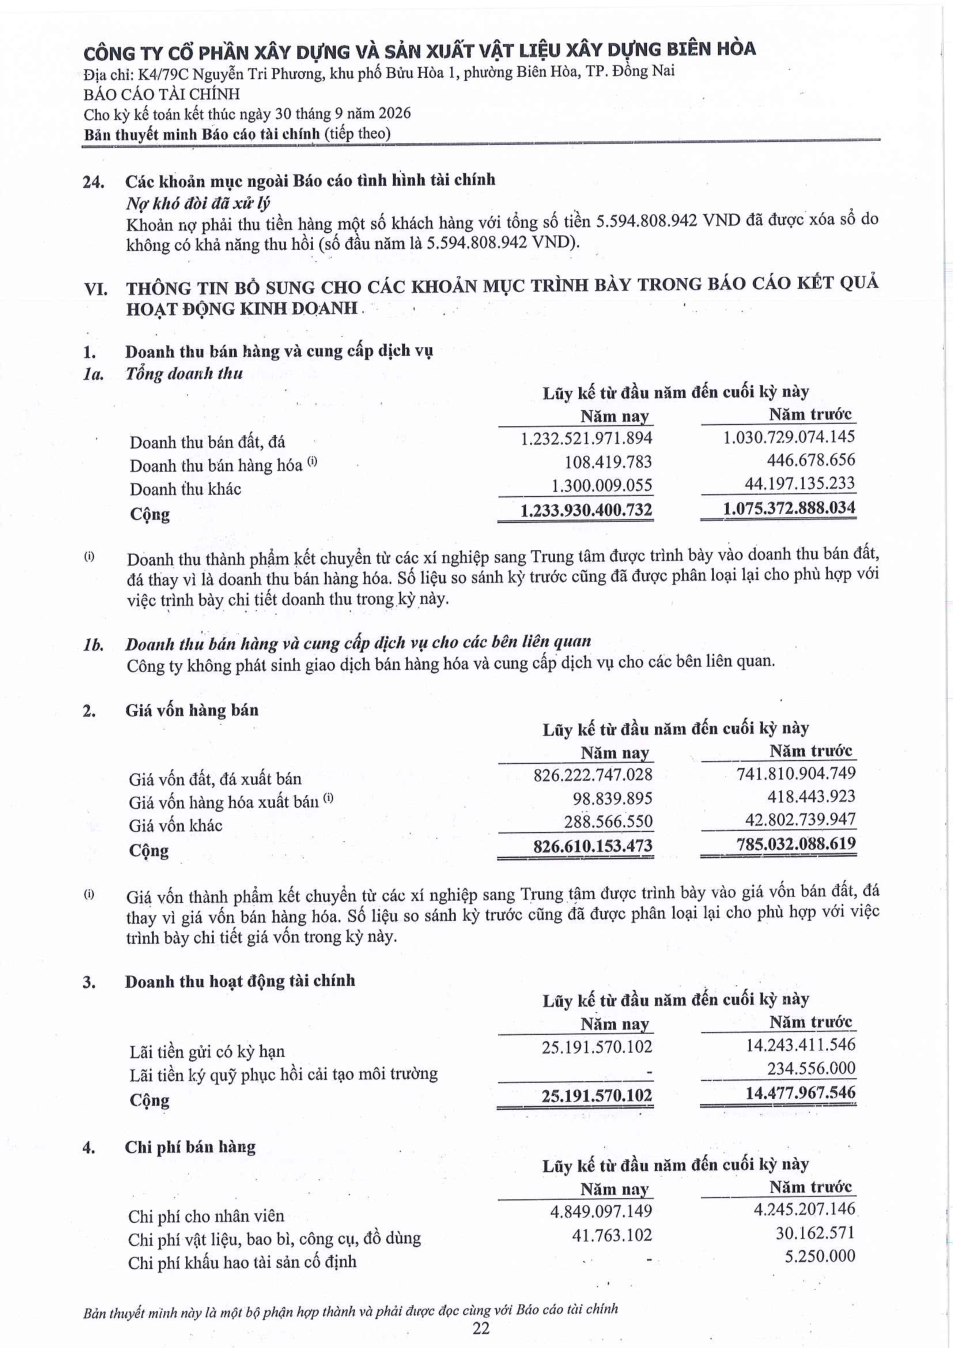 CÔNG TY CỔ PHẦN XÂY DỰNG VÀ SẢN XUẤT VẬT LIỆU XÂY DỰNG BIÊN HÒA
Địa chỉ: K4/79C Nguyễn Tri Phương, khu phố Bửu Hòa 1, phường Biên Hòa, TP. Đồng Nai
BÁO CÁO TÀI CHÍNH
Cho kỳ kế toán kết thúc ngày 30 tháng 9 năm 2026
Bản thuyết minh Báo cáo tài chính (tiếp theo)
24. Các khoản mục ngoài Báo cáo tình hình tài chính
Nợ khó đòi đã xử lý
Khoản nợ phải thu tiền hàng một số khách hàng với tổng số tiền 5.594.808.942 VND đã được xóa sổ do
không có khả năng thu hồi (số đầu năm là 5.594.808.942 VND).
VI. THÔNG TIN BỔ SUNG CHO CÁC KHOẢN MỤC TRÌNH BÀY TRONG BÁO CÁO KẾT QUẢ
HOẠT ĐỘNG KINH DOANH
1. Doanh thu bán hàng và cung cấp dịch vụ
1a. Tổng doanh thu
Lũy kế từ đầu năm đến cuối kỳ này
Năm nay Năm trước
Doanh thu bán đất, đá 1.232.521.971.894 1.030.729.074.145
Doanh thu bán hàng hóa (i) 108.419.783 446.678.656
Doanh thu khác 1.300.009.055 44.197.135.233
Cộng 1.233.930.400.732 1.075.372.888.034
(i) Doanh thu thành phẩm kết chuyển từ các xí nghiệp sang Trung tâm được trình bày vào doanh thu bán đất,
đá thay vì là doanh thu bán hàng hóa. Số liệu so sánh kỳ trước cũng đã được phân loại lại cho phù hợp với
việc trình bày chi tiết doanh thu trong kỳ này.
1b. Doanh thu bán hàng và cung cấp dịch vụ cho các bên liên quan
Công ty không phát sinh giao dịch bán hàng hóa và cung cấp dịch vụ cho các bên liên quan.
2. Giá vốn hàng bán
Lũy kế từ đầu năm đến cuối kỳ này
Năm nay Năm trước
Giá vốn đất, đá xuất bán 826.222.747.028 741.810.904.749
Giá vốn hàng hóa xuất bán (i) 98.839.895 418.443.923
Giá vốn khác 288.566.550 42.802.739.947
Cộng 826.610.153.473 785.032.088.619
(i) Giá vốn thành phẩm kết chuyển từ các xí nghiệp sang Trung tâm được trình bày vào giá vốn bán đất, đá
thay vì giá vốn bán hàng hóa. Số liệu so sánh kỳ trước cũng đã được phân loại lại cho phù hợp với việc
trình bày chi tiết giá vốn trong kỳ này.
3. Doanh thu hoạt động tài chính
Lũy kế từ đầu năm đến cuối kỳ này
Năm nay Năm trước
Lãi tiền gửi có kỳ hạn 25.191.570.102 14.243.411.546
Lãi tiền ký quỹ phục hồi cải tạo môi trường - 234.556.000
Cộng 25.191.570.102 14.477.967.546
4. Chi phí bán hàng
Lũy kế từ đầu năm đến cuối kỳ này
Năm nay Năm trước
Chi phí cho nhân viên 4.849.097.149 4.245.207.146
Chi phí vật liệu, bao bì, công cụ, đồ dùng 41.763.102 30.162.571
Chi phí khấu hao tài sản cố định - 5.250.000
Bản thuyết minh này là một bộ phận hợp thành và phải được đọc cùng với Báo cáo tài chính
22